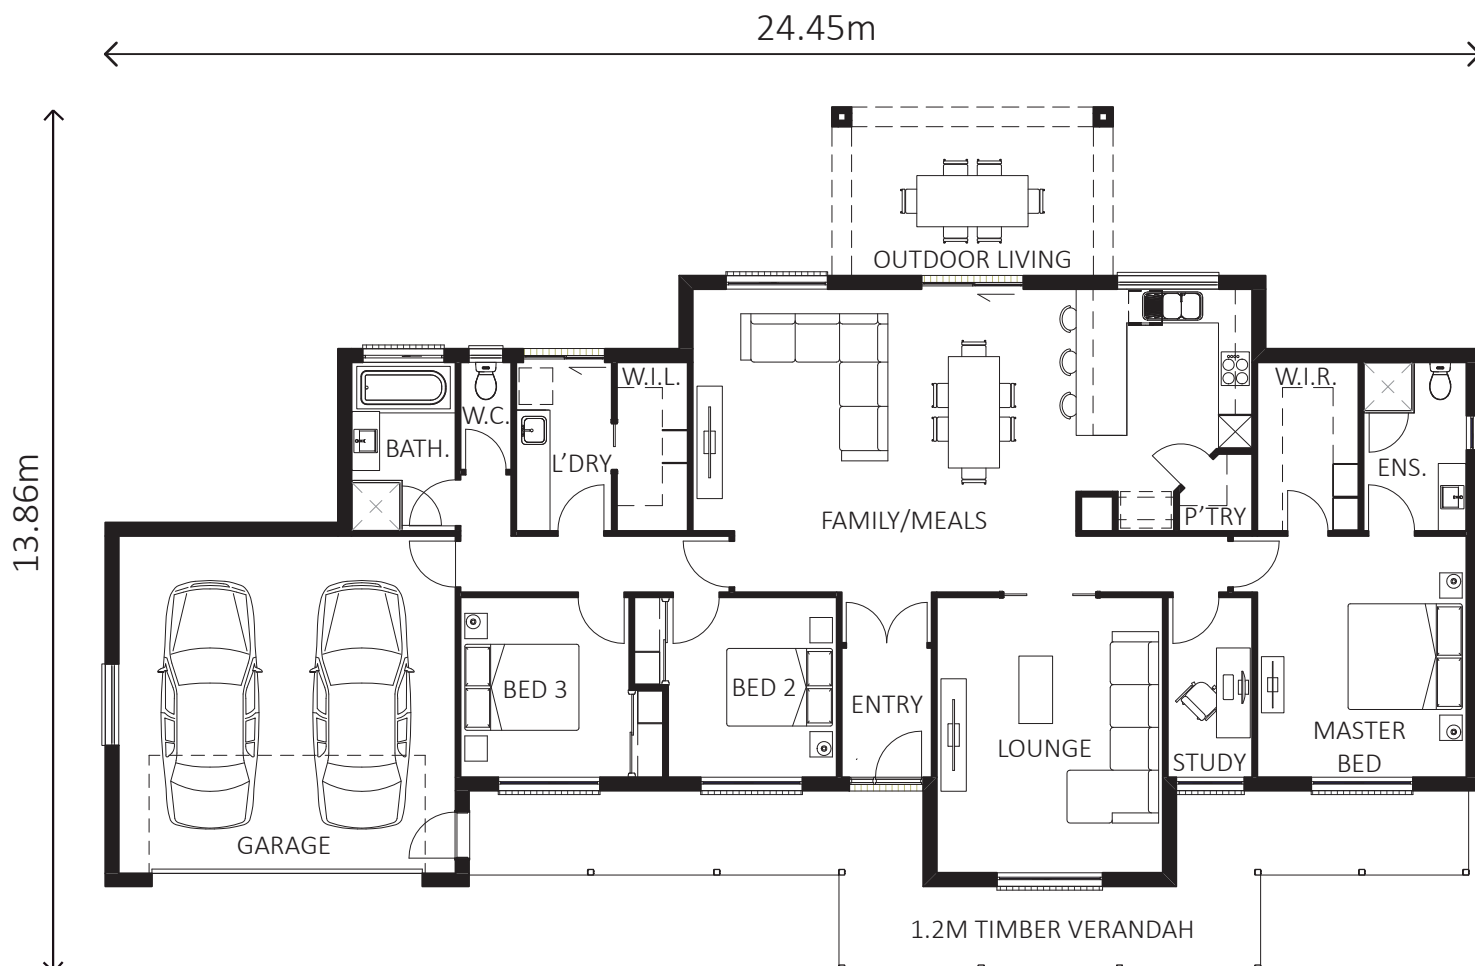 24.45m
13.86m
OUTDOOR LIVING
W.I.L.
W.I.R.
W.C.
BATH.
L'DRY
ENS.
P'TRY
FAMILY/MEALS
BED 3
BED 2
ENTRY
LOUNGE
STUDY
MASTER
BED
GARAGE
1.2M TIMBER VERANDAH